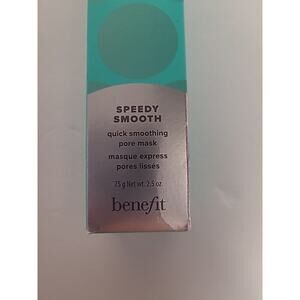 SPEEDY
SMOOTH
quick smoothing
pore mask
masque express
pores lisses
75 g Net wt. 2.5 oz.
benefit